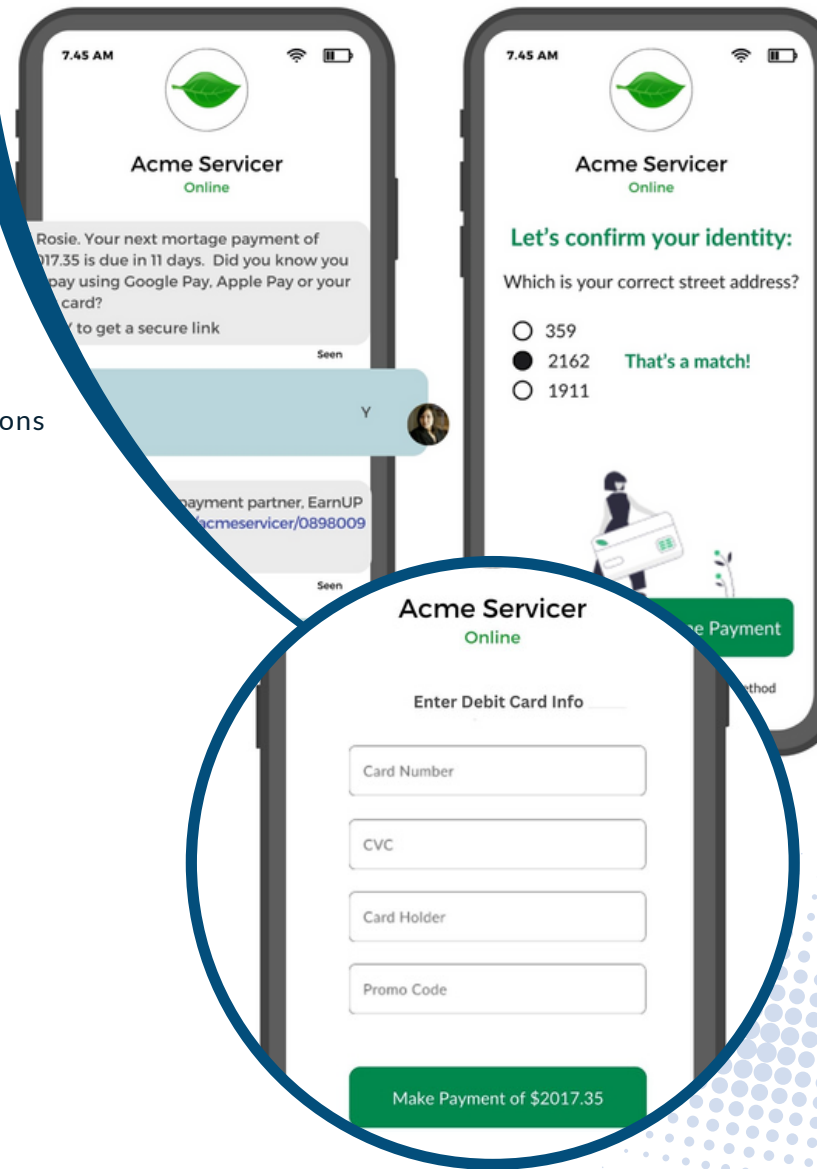 7.45 AM
Acme Servicer
Online
Rosie. Your next mortage payment of
017.35 is due in 11 days. Did you know you
pay using Google Pay, Apple Pay or your
card?
to get a secure link
Seen
Y
ons
payment partner, EarnUP
/acmeservicer/0898009
Seen
7.45 AM
Acme Servicer
Online
Let's confirm your identity:
Which is your correct street address?
359
2162 That's a match!
1911
Payment
Acme Servicer
Online
Enter Debit Card Info
Card Number
CVC
Card Holder
Promo Code
Make Payment of $2017.35